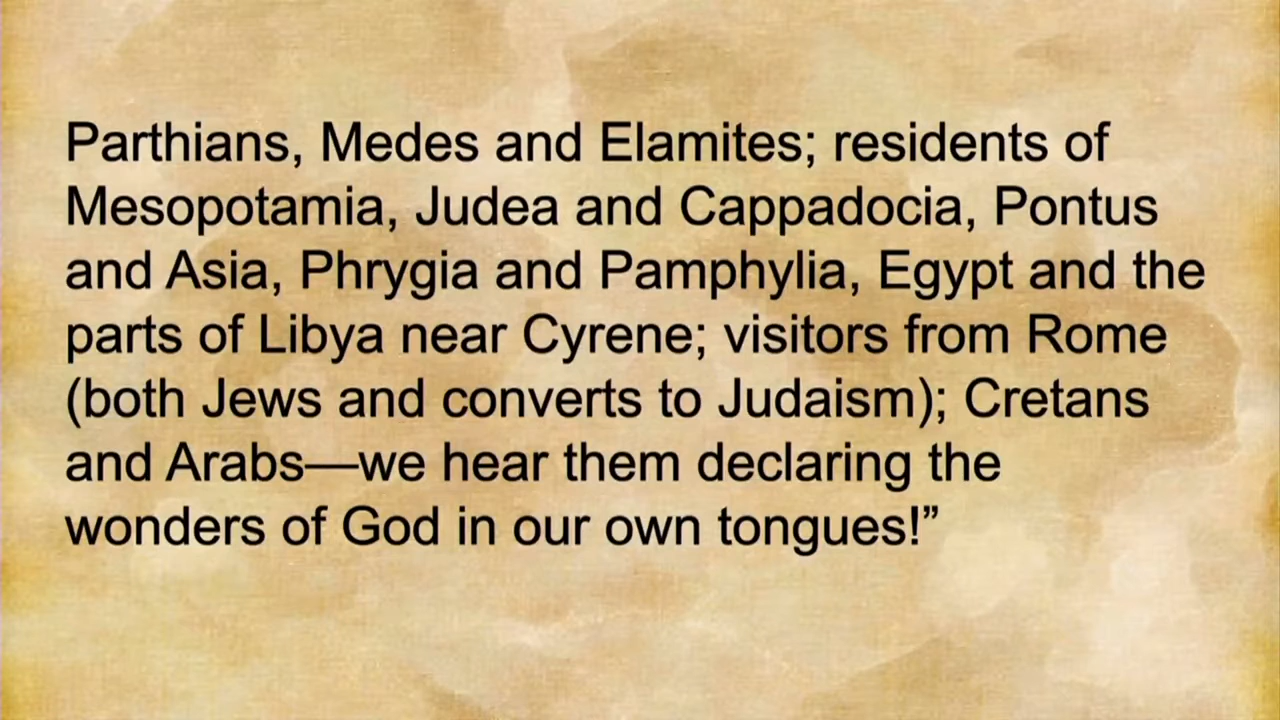 Parthians, Medes and Elamites; residents of
Mesopotamia, Judea and Cappadocia, Pontus
and Asia, Phrygia and Pamphylia, Egypt and the
parts of Libya near Cyrene; visitors from Rome
(both Jews and converts to Judaism); Cretans
and Arabs—we hear them declaring the
wonders of God in our own tongues!”